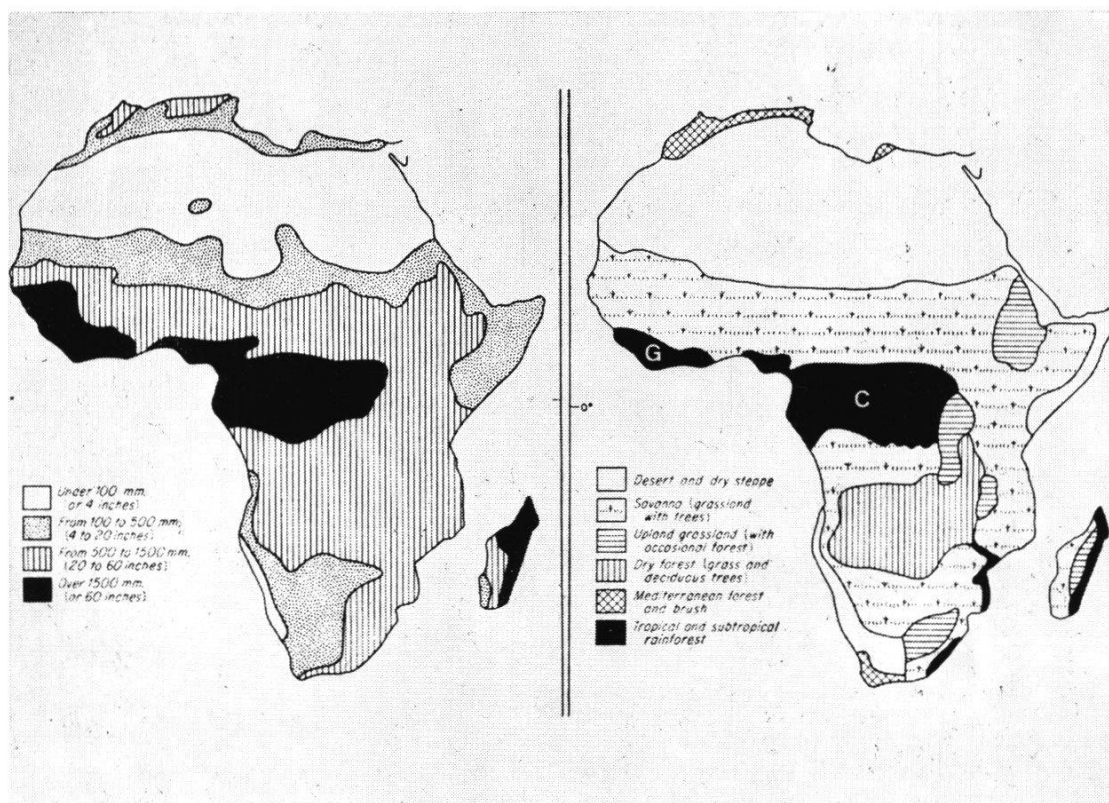 Under 100 mm.
or 4 inches)
From 100 to 500 mm.
(4 to 20 inches)
From 500 to 1500 mm.
(20 to 60 inches)
Over 1500 mm.
(or 60 inches)
0°
G
C
Desert and dry steppe
Savanna (grassland
with trees)
Upland grassland (with
occasional forest)
Dry forest (grass and
deciduous trees)
Mediterranean forest
and brush
Tropical and subtropical
rainforest